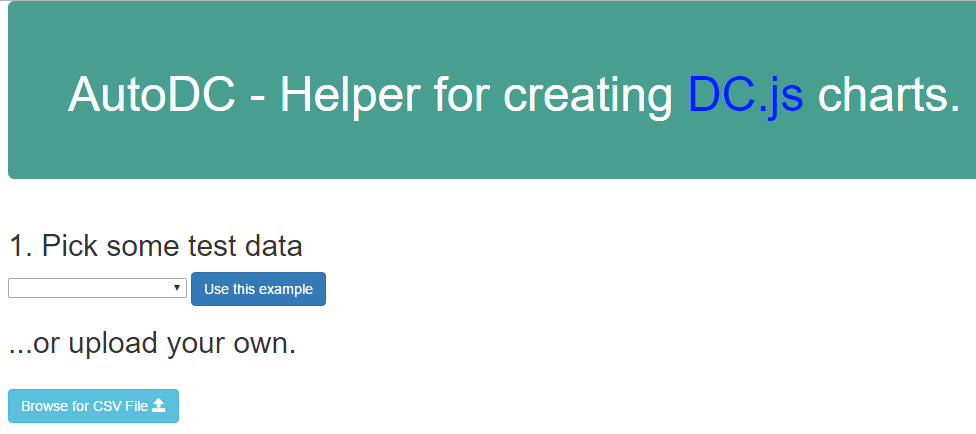 AutoDC - Helper for creating DC.js charts.
1. Pick some test data
Use this example
...or upload your own.
Browse for CSV File